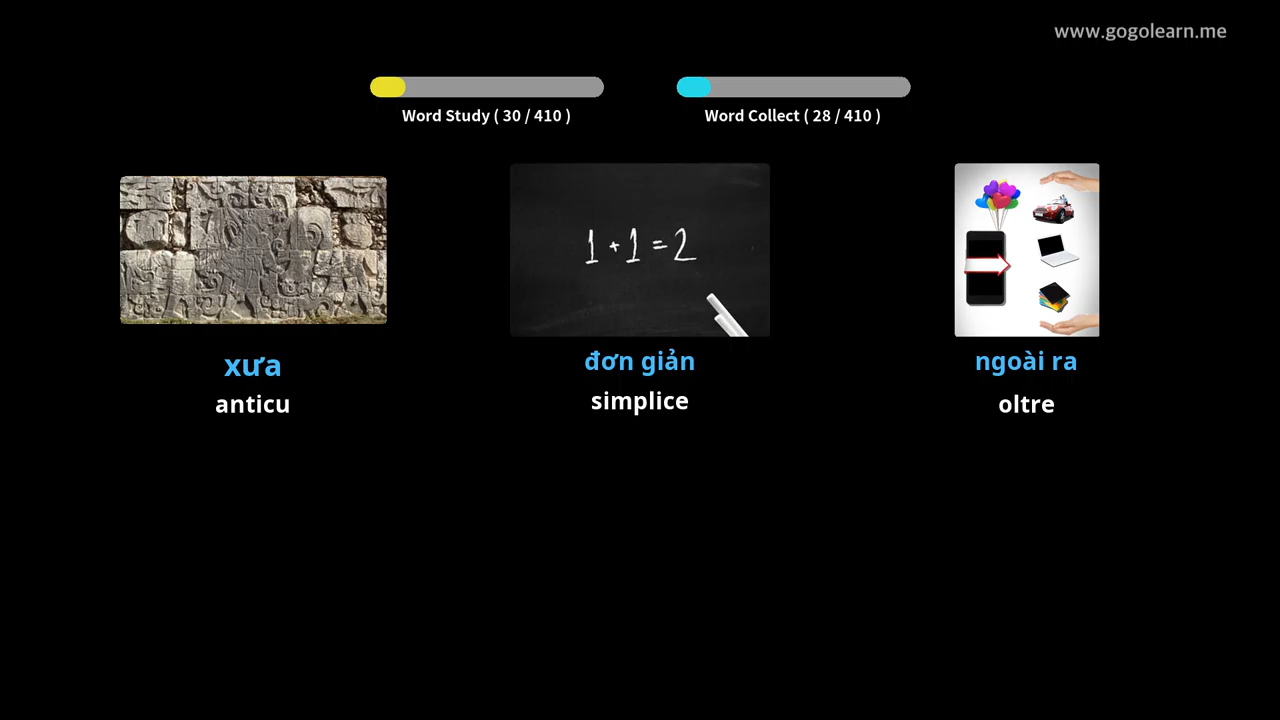 www.gogolearn.me
Word Study ( 30 / 410 )
Word Collect ( 28 / 410 )
1 + 1 = 2
xưa
anticu
đơn giản
simplice
ngoài ra
oltre